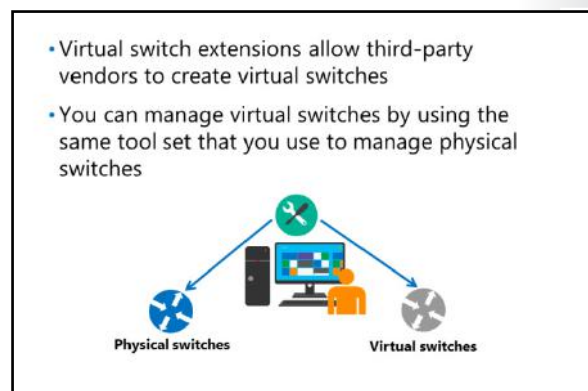 • Virtual switch extensions allow third-party
vendors to create virtual switches
• You can manage virtual switches by using the
same tool set that you use to manage physical
switches
Physical switches
Virtual switches